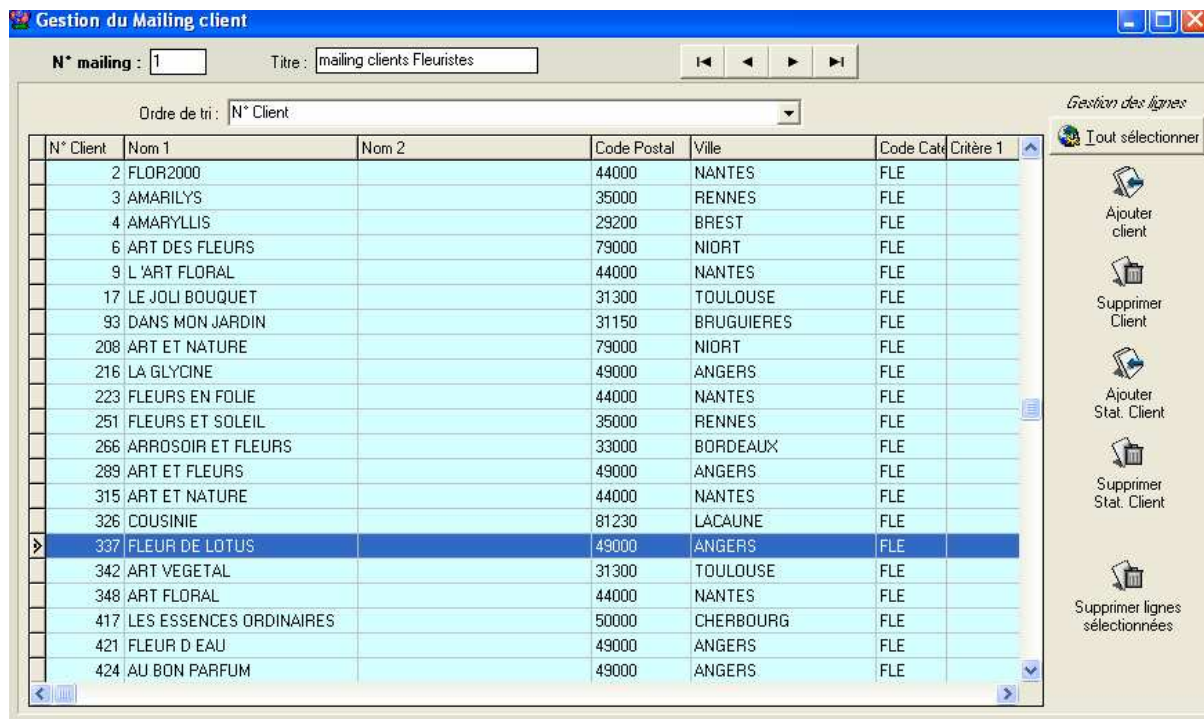 Gestion du Mailing client
N° mailing : 1 Titre : mailing clients Fleuristes
Gestion des lignes
Ordre de tri : N° Client
Tout sélectionner
N° Client Nom 1 Nom 2 Code Postal Ville Code Caté Critère 1
2 FLOR2000 44000 NANTES FLE
3 AMARILYS 35000 RENNES FLE
4 AMARYLLIS 29200 BREST FLE
6 ART DES FLEURS 79000 NIORT FLE
9 L 'ART FLORAL 44000 NANTES FLE
17 LE JOLI BOUQUET 31300 TOULOUSE FLE
93 DANS MON JARDIN 31150 BRUGUIERES FLE
208 ART ET NATURE 79000 NIORT FLE
216 LA GLYCINE 49000 ANGERS FLE
223 FLEURS EN FOLIE 44000 NANTES FLE
251 FLEURS ET SOLEIL 35000 RENNES FLE
266 ARROSOIR ET FLEURS 33000 BORDEAUX FLE
289 ART ET FLEURS 49000 ANGERS FLE
315 ART ET NATURE 44000 NANTES FLE
326 COUSINIE 81230 LACAUNE FLE
337 FLEUR DE LOTUS 49000 ANGERS FLE
342 ART VEGETAL 31300 TOULOUSE FLE
348 ART FLORAL 44000 NANTES FLE
417 LES ESSENCES ORDINAIRES 50000 CHERBOURG FLE
421 FLEUR D EAU 49000 ANGERS FLE
424 AU BON PARFUM 49000 ANGERS FLE
Ajouter
client
Supprimer
Client
Ajouter
Stat. Client
Supprimer
Stat. Client
Supprimer lignes
sélectionnées